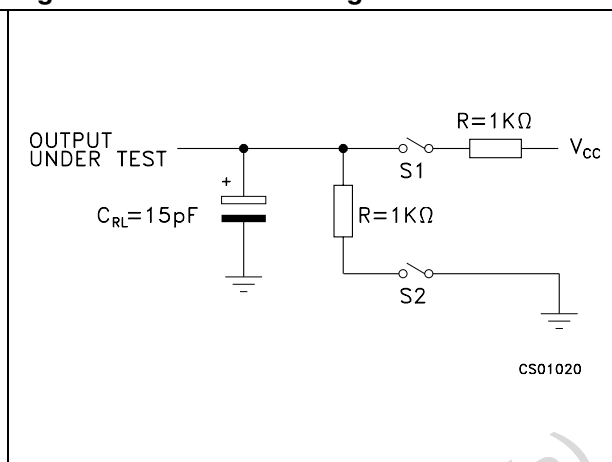 OUTPUT
UNDER TEST
R=1KΩ
V_CC
S1
+
C_RL=15pF
R=1KΩ
S2
CS01020